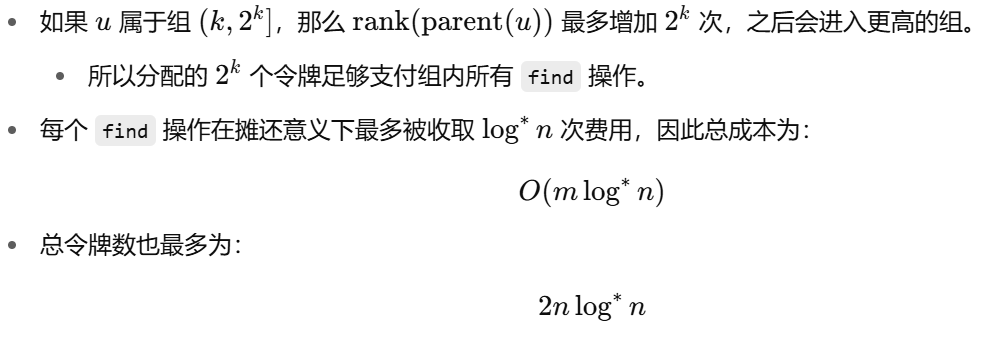 • 如果 u 属于组 (k, 2^k]，那么 rank(parent(u)) 最多增加 2^k 次，之后会进入更高的组。
• 所以分配的 2^k 个令牌足够支付组内所有 find 操作。
• 每个 find 操作在摊还意义下最多被收取 log* n 次费用，因此总成本为：
O(m log* n)
• 总令牌数也最多为：
2n log* n